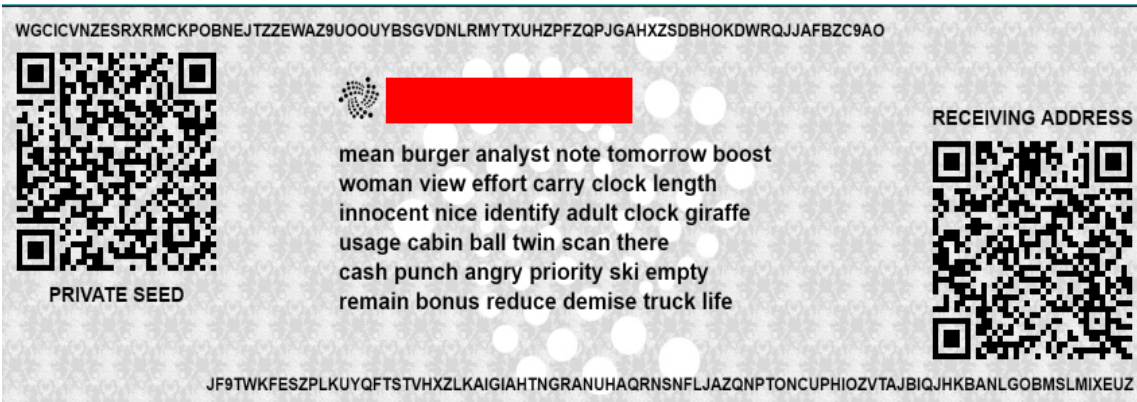 WGCICVNZESRXRMCKPOBNEJTZZEWAZ9UOOUYBSGVDNLRMYTXUHZPFZQPJGAHXZSDBHOKDWRQJJAFBZC9AO
RECEIVING ADDRESS
mean burger analyst note tomorrow boost
woman view effort carry clock length
innocent nice identify adult clock giraffe
usage cabin ball twin scan there
cash punch angry priority ski empty
remain bonus reduce demise truck life
PRIVATE SEED
JF9TWKFESZPLKUYQFTSTVHXZLKAIGIAHTNGRANUHAQRNSNFLJAZQNPTONCUPHIOZVTAJBIQJHKBANLGOBMSLMIXEUZ